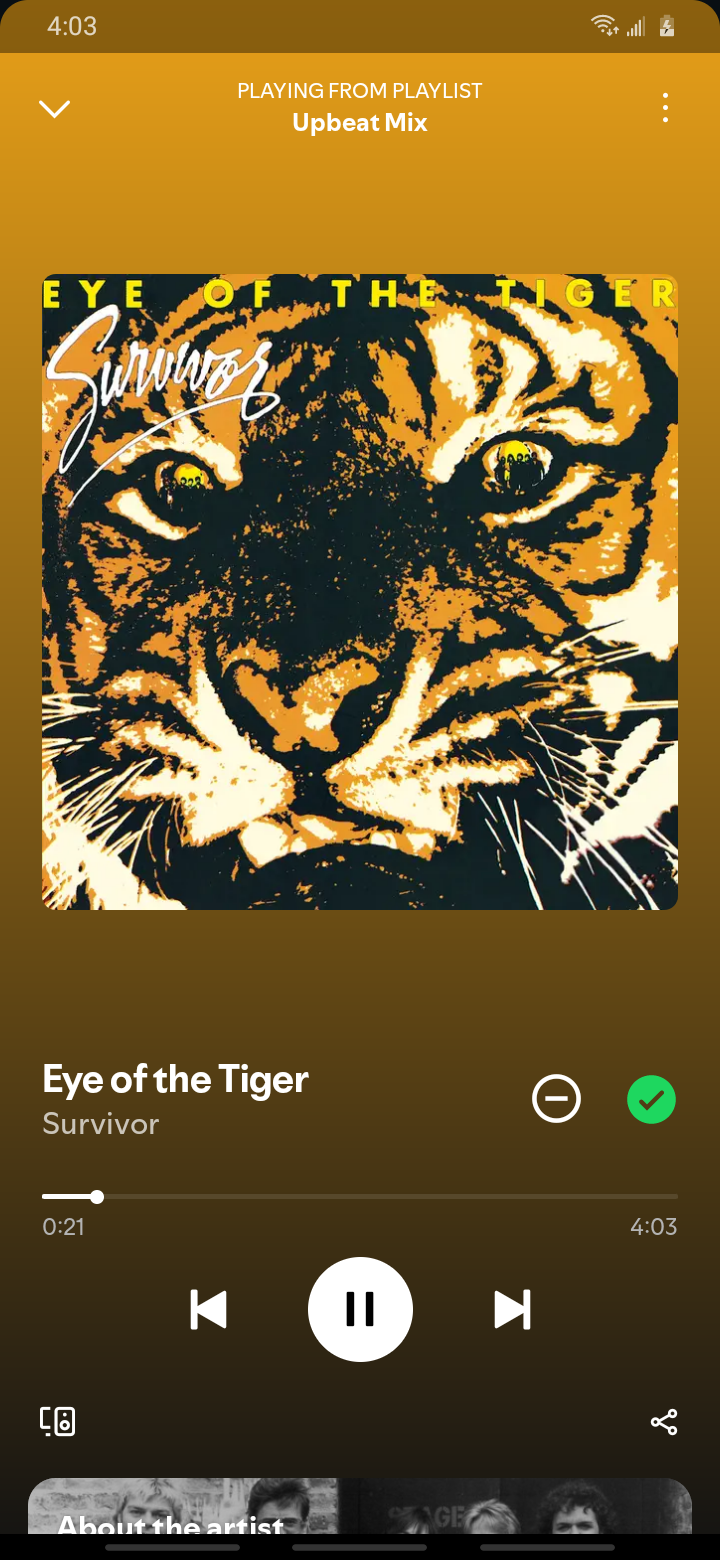 4:03
PLAYING FROM PLAYLIST
Upbeat Mix
EYE OF THE TIGER
Survivor
Eye of the Tiger
Survivor
0:21
4:03
About the artist